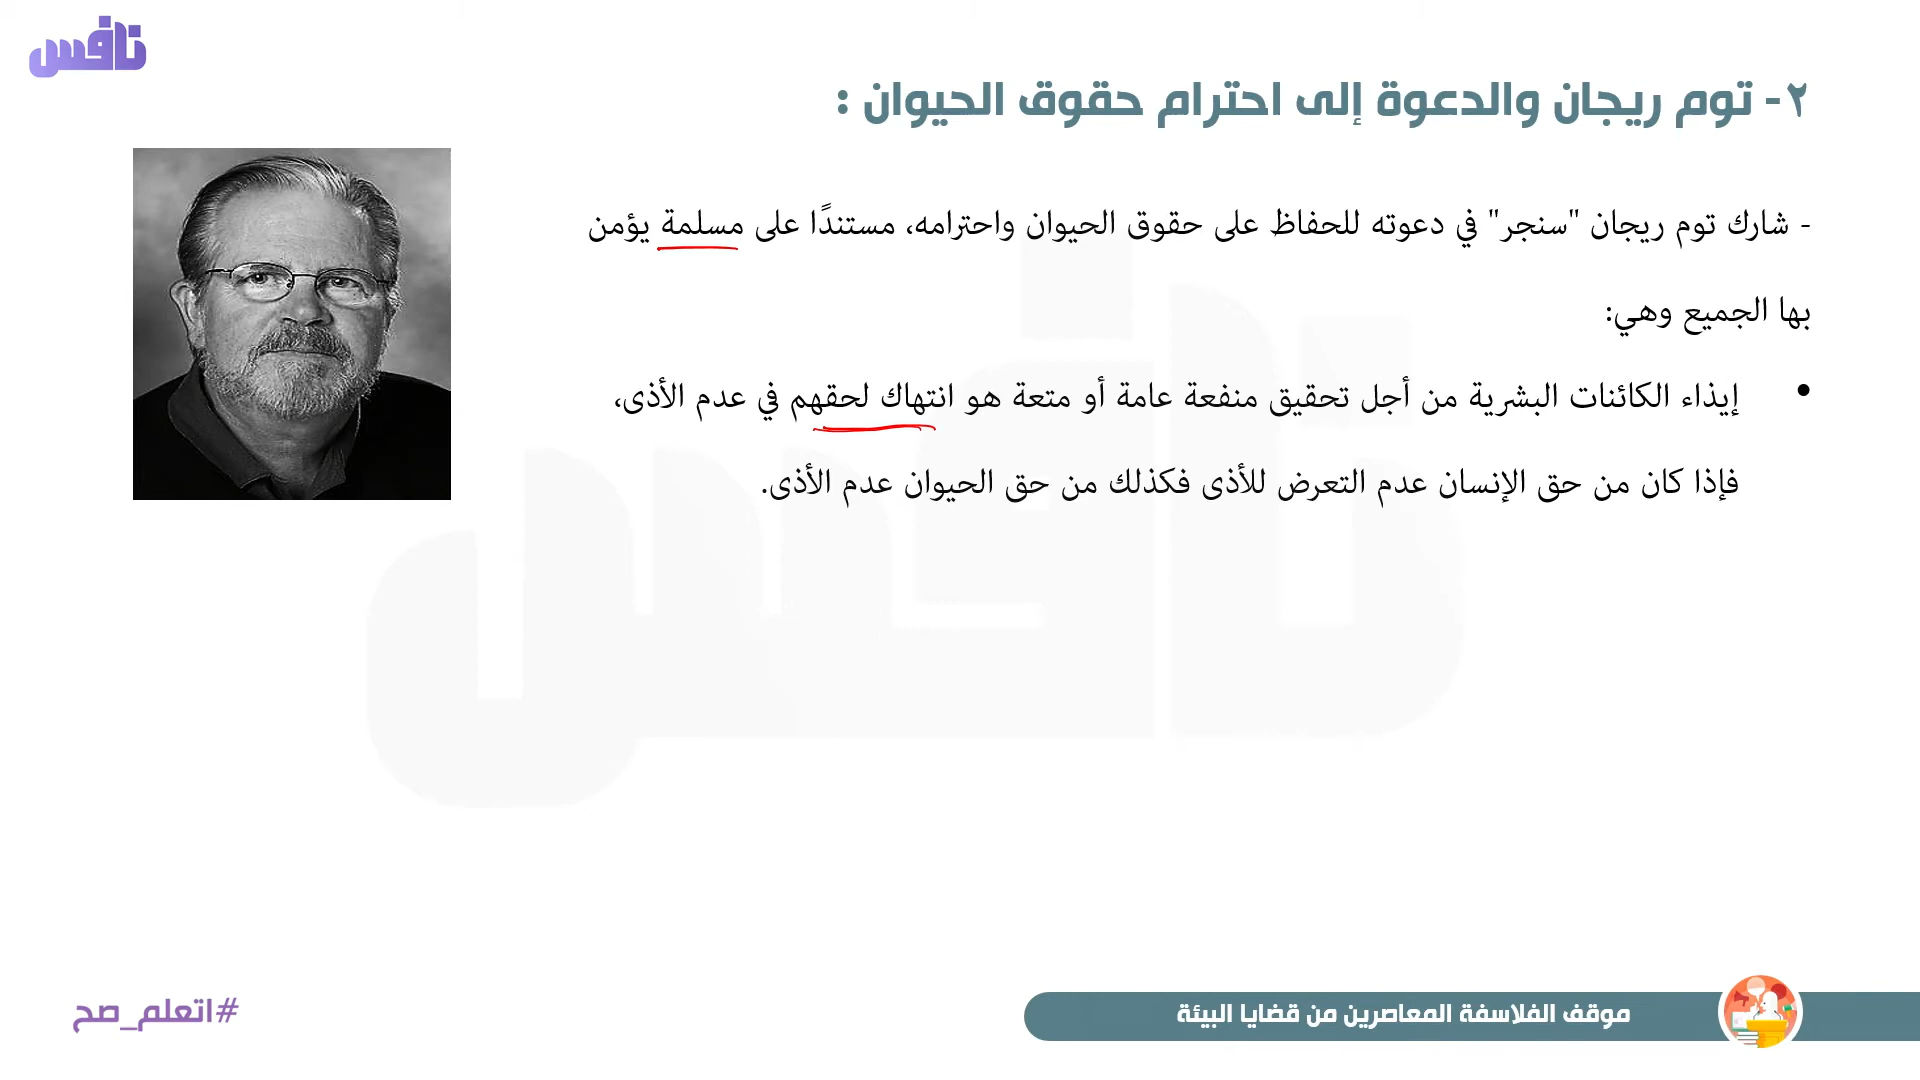 نافس
٢- توم ريجان والدعوة إلى احترام حقوق الحيوان :
- شارك توم ريجان "سنجر" في دعوته للحفاظ على حقوق الحيوان واحترامه، مستندًا على مسلمة يؤمن
بها الجميع وهي:
• إيذاء الكائنات البشرية من أجل تحقيق منفعة عامة أو متعة هو انتهاك لحقهم في عدم الأذى،
فإذا كان من حق الإنسان عدم التعرض للأذى فكذلك من حق الحيوان عدم الأذى.
نافس
موقف الفلاسفة المعاصرين من قضايا البيئة
#اتعلم_صح